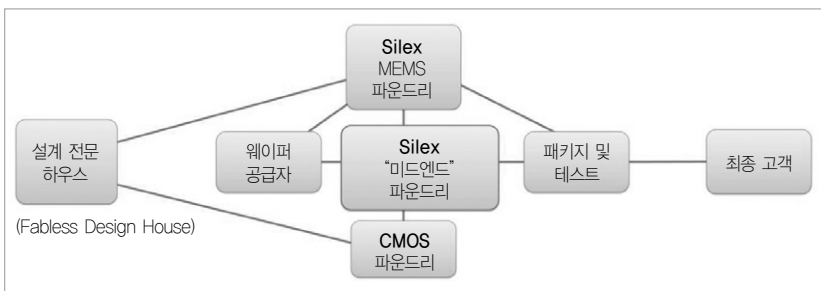 Silex
MEMS
파운드리
설계 전문
하우스
(Fabless Design House)
웨이퍼
공급자
Silex
“미드엔드”
파운드리
패키지 및
테스트
최종 고객
CMOS
파운드리